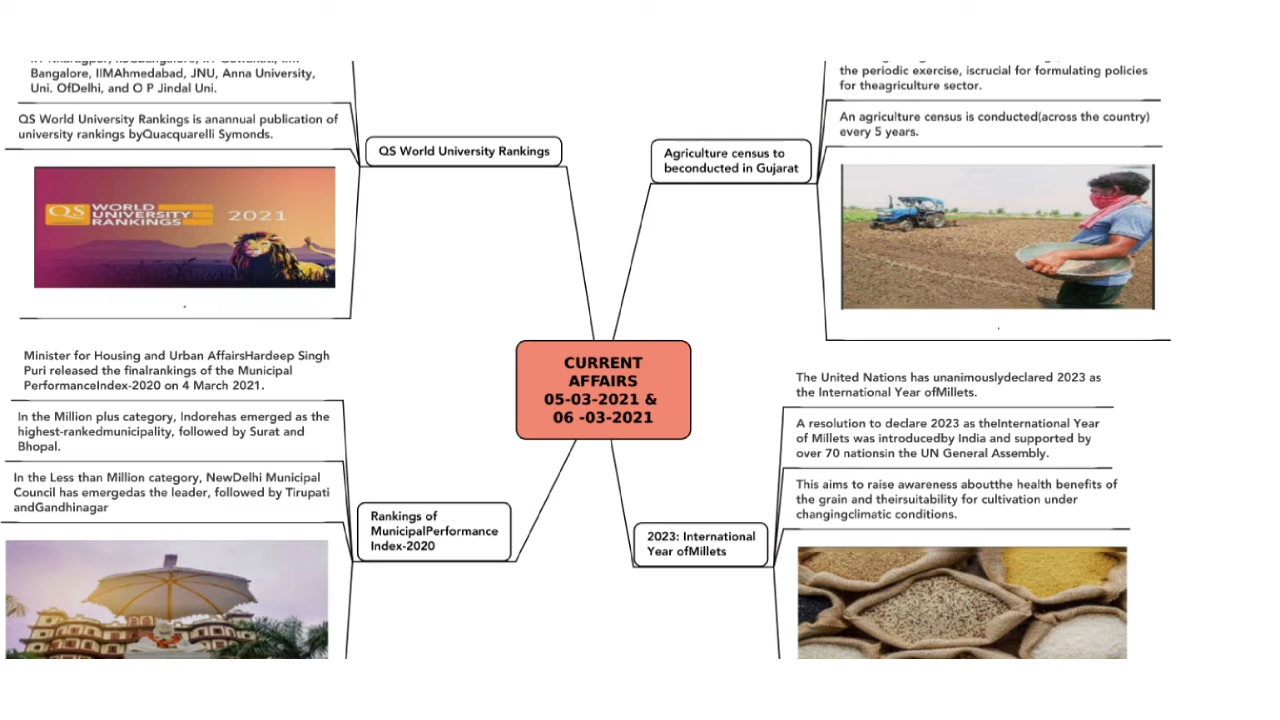 Bangalore, IIMAhmedabad, JNU, Anna University,
Uni. OfDelhi, and O P Jindal Uni.
QS World University Rankings is anannual publication of
university rankings byQuacquarelli Symonds.
QS World University Rankings
QS WORLD
UNIVERSITY
RANKINGS
2021
.
Minister for Housing and Urban AffairsHardeep Singh
Puri released the finalrankings of the Municipal
PerformanceIndex-2020 on 4 March 2021.
In the Million plus category, Indorehas emerged as the
highest-rankedmunicipality, followed by Surat and
Bhopal.
In the Less than Million category, NewDelhi Municipal
Council has emergedas the leader, followed by Tirupati
andGandhinagar
Rankings of
MunicipalPerformance
Index-2020
CURRENT
AFFAIRS
05-03-2021 &
06 -03-2021
the periodic exercise, iscrucial for formulating policies
for theagriculture sector.
An agriculture census is conducted(across the country)
every 5 years.
Agriculture census to
beconducted in Gujarat
.
The United Nations has unanimouslydeclared 2023 as
the International Year ofMillets.
A resolution to declare 2023 as theInternational Year
of Millets was introducedby India and supported by
over 70 nationsin the UN General Assembly.
This aims to raise awareness aboutthe health benefits of
the grain and theirsuitability for cultivation under
changingclimatic conditions.
2023: International
Year ofMillets